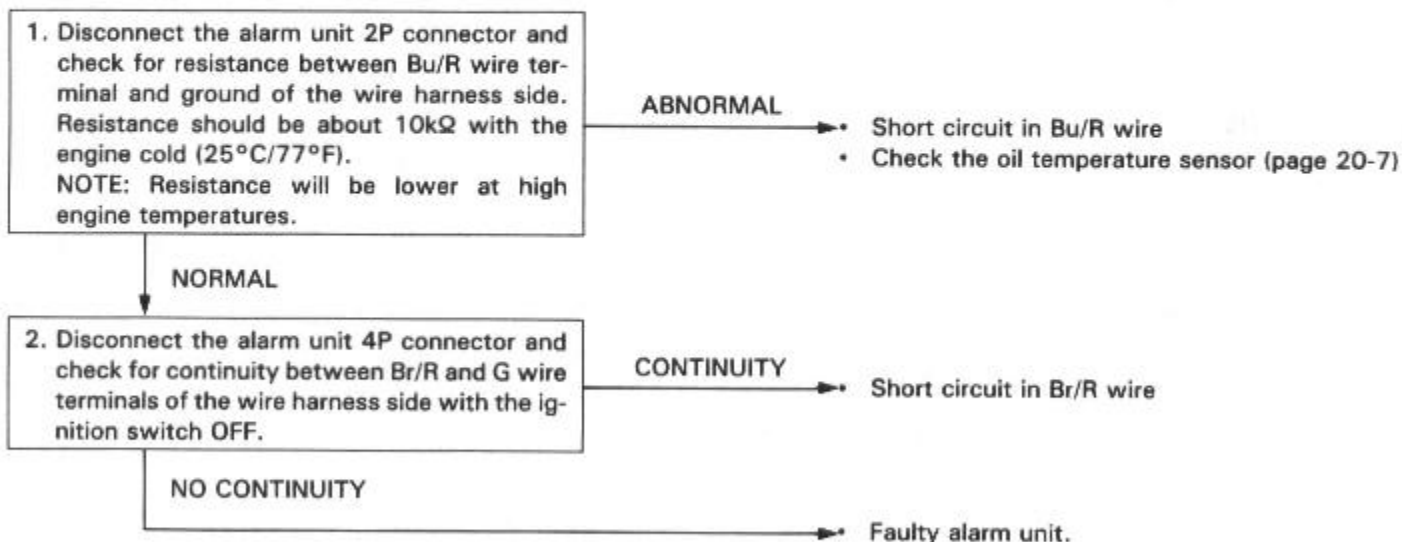 1. Disconnect the alarm unit 2P connector and
check for resistance between Bu/R wire ter-
minal and ground of the wire harness side.
Resistance should be about 10kΩ with the
engine cold (25°C/77°F).
NOTE: Resistance will be lower at high
engine temperatures.
ABNORMAL
• Short circuit in Bu/R wire
• Check the oil temperature sensor (page 20-7)
NORMAL
2. Disconnect the alarm unit 4P connector and
check for continuity between Br/R and G wire
terminals of the wire harness side with the ig-
nition switch OFF.
CONTINUITY
• Short circuit in Br/R wire
NO CONTINUITY
• Faulty alarm unit.